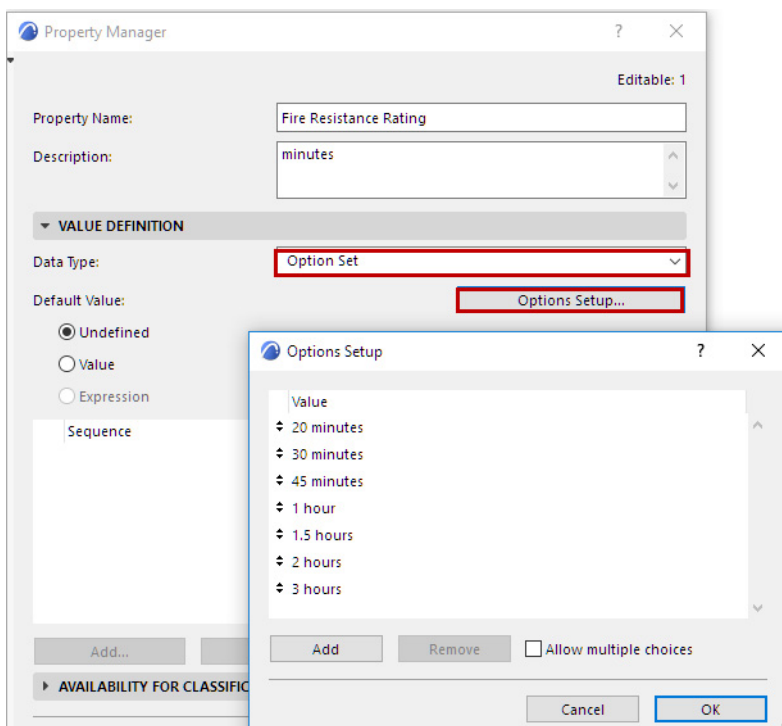 Property Manager
?
Editable: 1
Property Name:
Fire Resistance Rating
Description:
minutes
VALUE DEFINITION
Data Type:
Option Set
Default Value:
Options Setup...
Undefined
Value
Expression
Sequence
Add...
AVAILABILITY FOR CLASSIFIC
Options Setup
?
Value
20 minutes
30 minutes
45 minutes
1 hour
1.5 hours
2 hours
3 hours
Add
Remove
Allow multiple choices
Cancel
OK